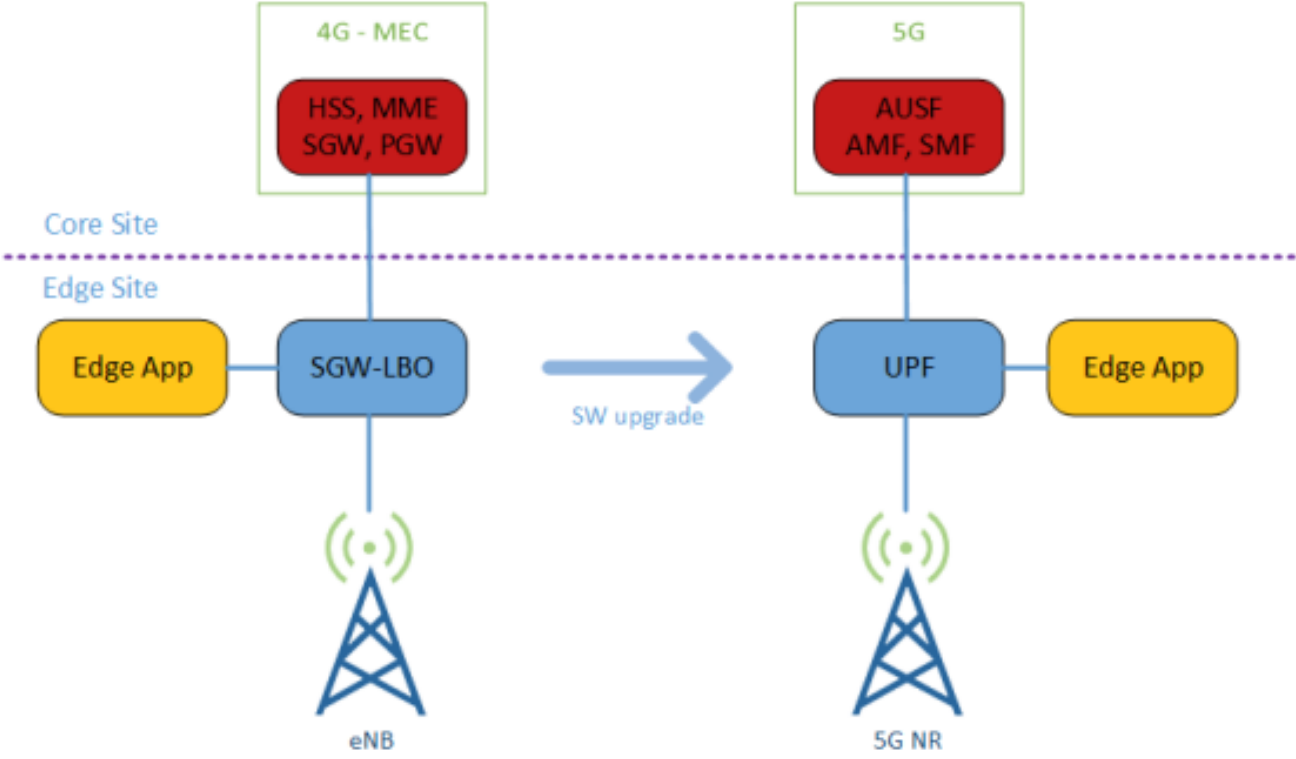 4G - MEC
5G
HSS, MME
SGW, PGW
AUSF
AMF, SMF
Core Site
Edge Site
Edge App
SGW-LBO
SW upgrade
UPF
Edge App
eNB
5G NR